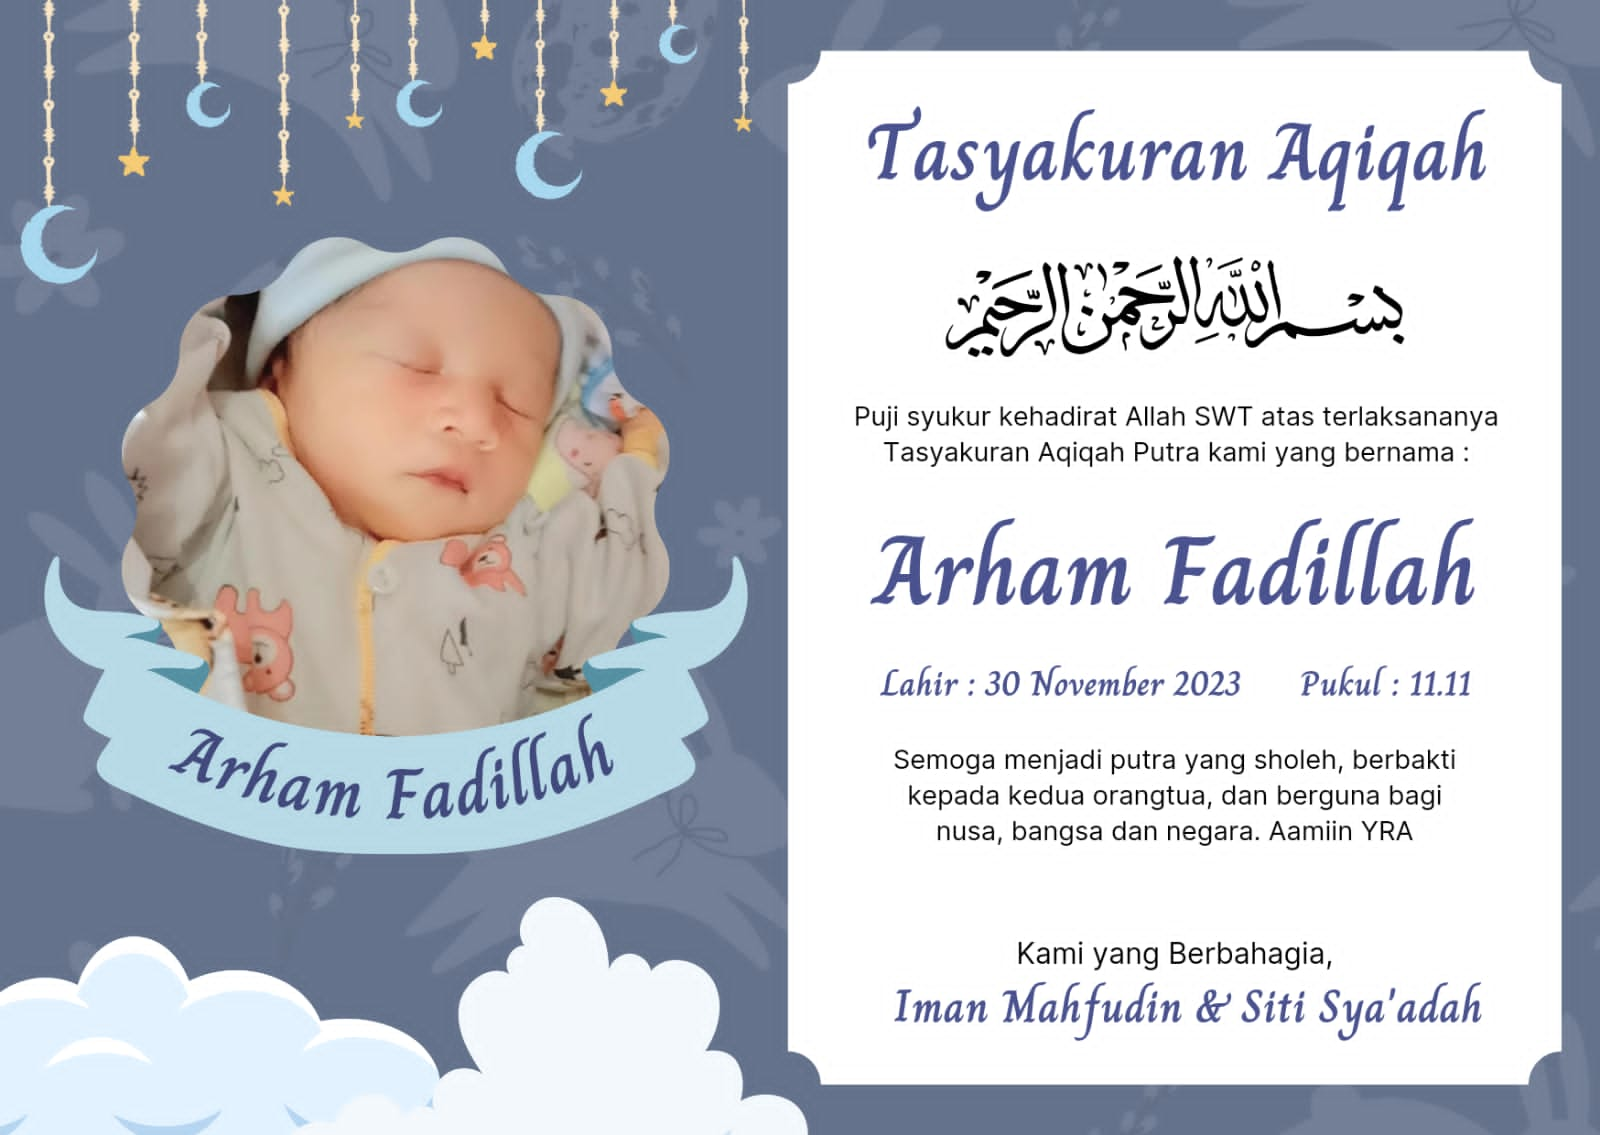 Arham Fadillah
Tasyakuran Aqiqah
بسم الله الرحمن الرحيم
Puji syukur kehadirat Allah SWT atas terlaksananya
Tasyakuran Aqiqah Putra kami yang bernama :
Arham Fadillah
Lahir : 30 November 2023 Pukul : 11.11
Semoga menjadi putra yang sholeh, berbakti
kepada kedua orangtua, dan berguna bagi
nusa, bangsa dan negara. Aamiin YRA
Kami yang Berbahagia,
Iman Mahfudin & Siti Sya'adah